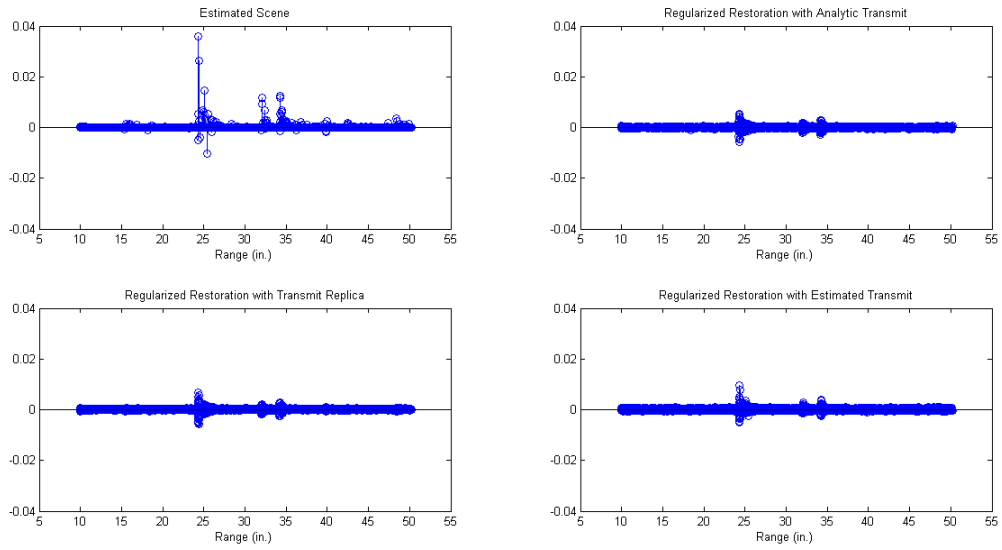 Estimated Scene
0.04
0.02
0
-0.02
-0.04
5 10 15 20 25 30 35 40 45 50 55
Range (in.)
Regularized Restoration with Analytic Transmit
0.04
0.02
0
-0.02
-0.04
5 10 15 20 25 30 35 40 45 50 55
Range (in.)
Regularized Restoration with Transmit Replica
0.04
0.02
0
-0.02
-0.04
5 10 15 20 25 30 35 40 45 50 55
Range (in.)
Regularized Restoration with Estimated Transmit
0.04
0.02
0
-0.02
-0.04
5 10 15 20 25 30 35 40 45 50 55
Range (in.)